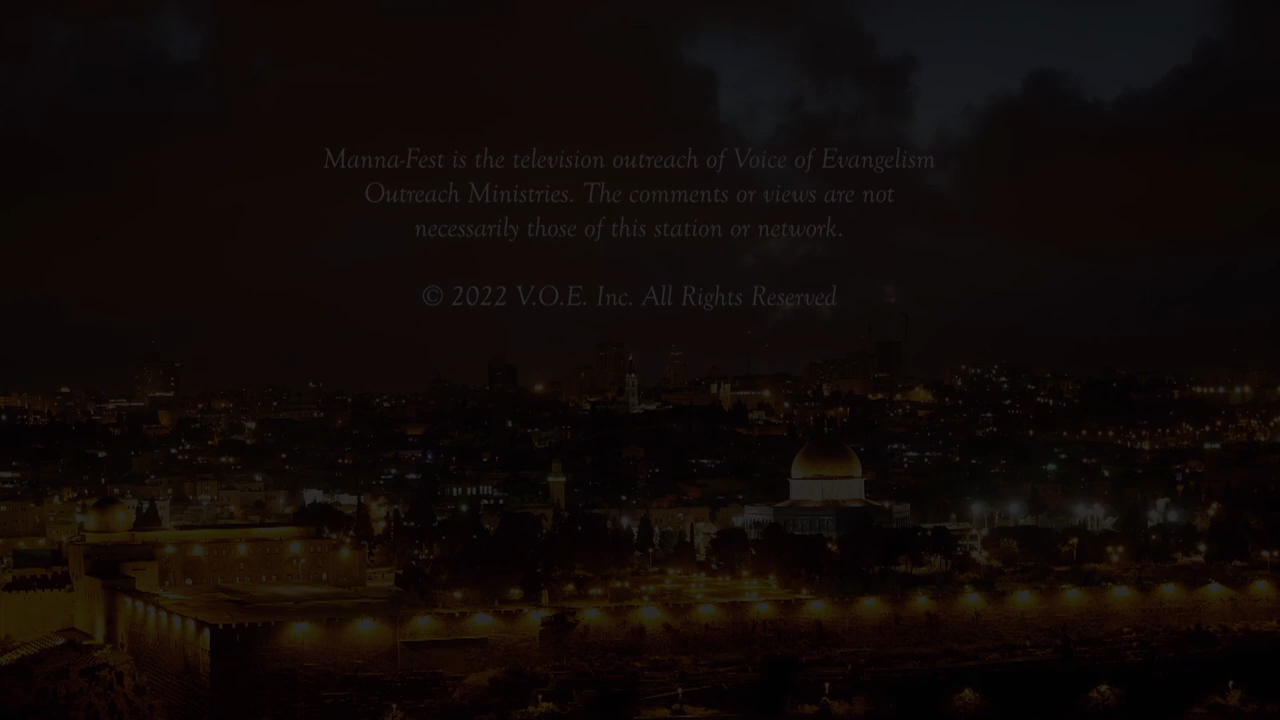 Manna-Fest is the television outreach of Voice of Evangelism
Outreach Ministries. The comments or views are not
necessarily those of this station or network.
© 2022 V.O.E. Inc. All Rights Reserved